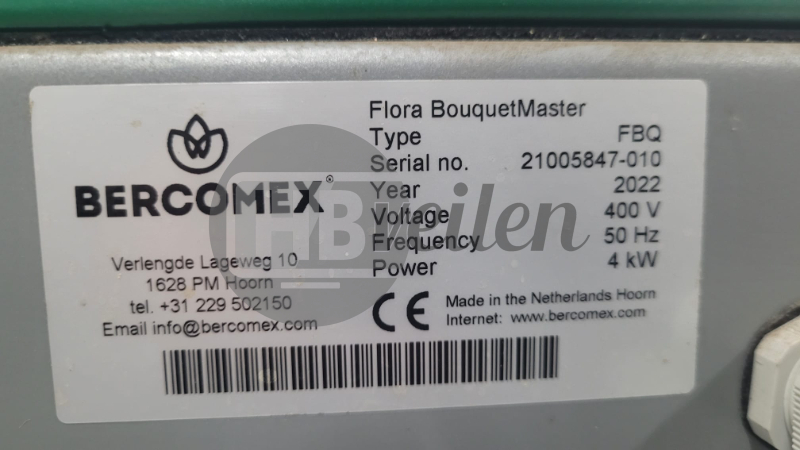 BERCOMEX®
Verlengde Lageweg 10
1628 PM Hoorn
tel. +31 229 502150
Email info@bercomex.com
Flora BouquetMaster
Type FBQ
Serial no. 21005847-010
Year 2022
Voltage 400 V
Frequency 50 Hz
Power 4 kW
CE
Made in the Netherlands Hoorn
Internet: www.bercomex.com
HBveilen